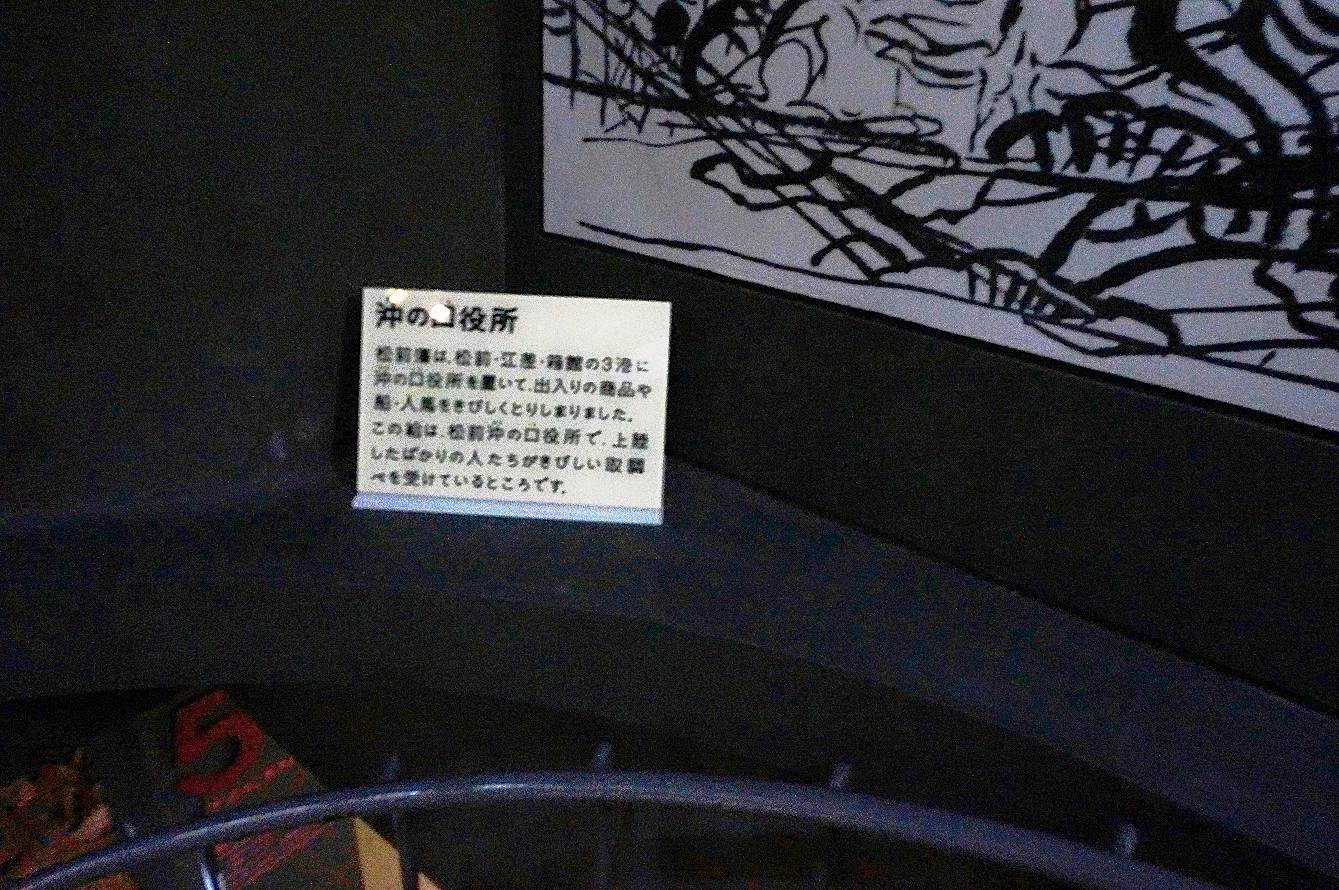 沖の口役所
松前藩は、松前・江差・箱館の3港に
沖の口役所を置いて、出入りの商品や
船・人馬をきびしくとりしまりました。
この絵は、松前沖の口役所で、上陸
したばかりの人たちがきびしい取調
べを受けているところです。
5